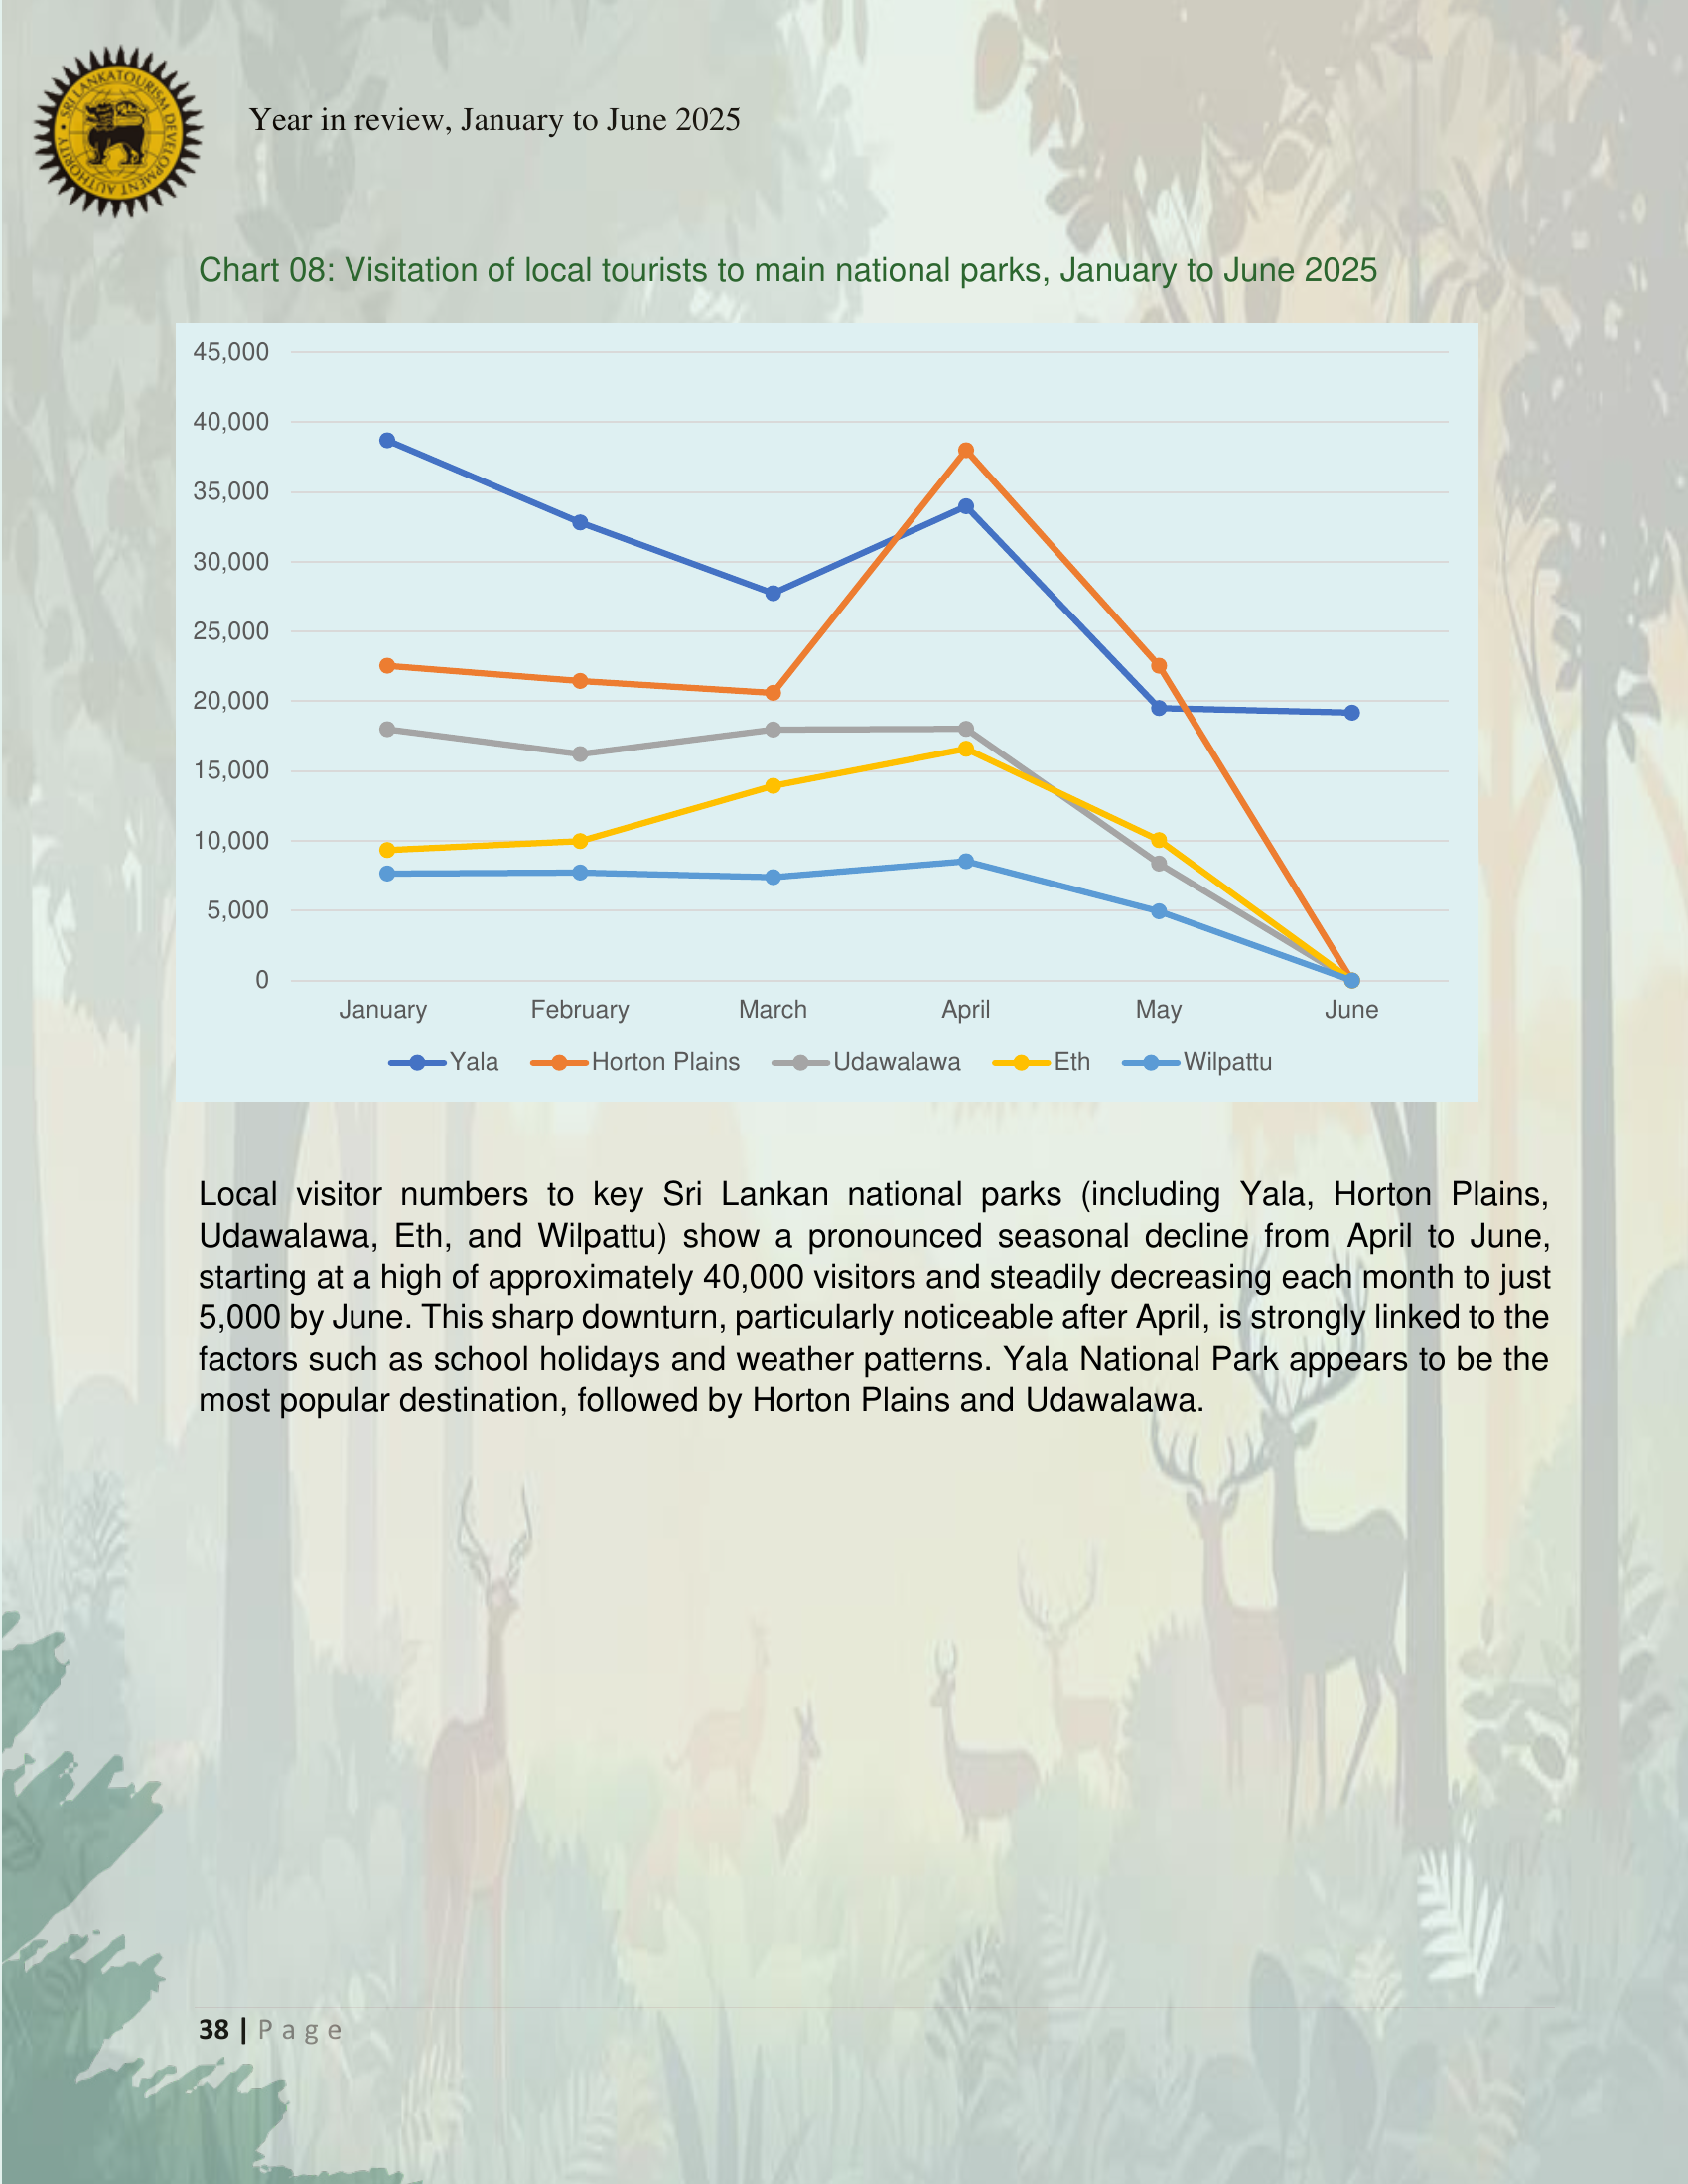 SRI LANKA TOURISM DEVELOPMENT AUTHORITY
Year in review, January to June 2025
Chart 08: Visitation of local tourists to main national parks, January to June 2025
45,000
40,000
35,000
30,000
25,000
20,000
15,000
10,000
5,000
0
January February March April May June
Yala Horton Plains Udawalawa Eth Wilpattu
Local visitor numbers to key Sri Lankan national parks (including Yala, Horton Plains,
Udawalawa, Eth, and Wilpattu) show a pronounced seasonal decline from April to June,
starting at a high of approximately 40,000 visitors and steadily decreasing each month to just
5,000 by June. This sharp downturn, particularly noticeable after April, is strongly linked to the
factors such as school holidays and weather patterns. Yala National Park appears to be the
most popular destination, followed by Horton Plains and Udawalawa.
38 | Page